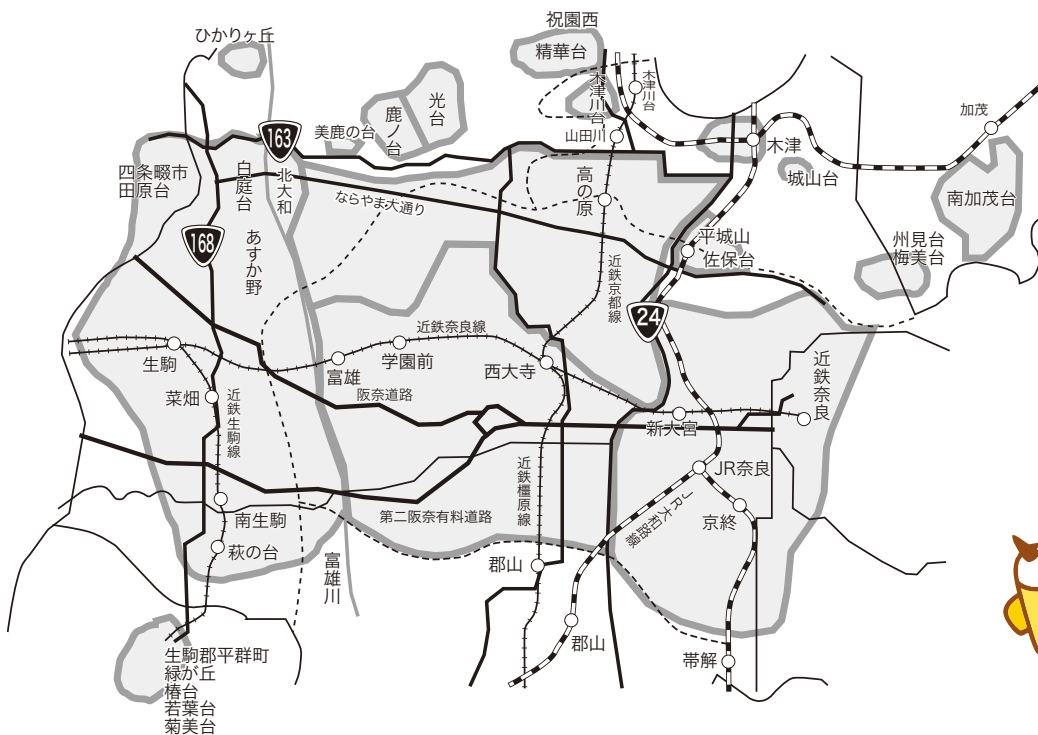 祝園西
ひかりヶ丘
精華台
木津川台
木津川台
光台
鹿ノ台
美鹿の台
163
山田川
加茂
木津
城山台
四条畷市
田原台
白庭台
北大和
高の原
ならやま大通り
南加茂台
168
あすか野
平城山
佐保台
州見台
梅美台
近鉄京都線
24
近鉄奈良線
生駒
富雄
学園前
西大寺
近鉄奈良
阪奈道路
菜畑
近鉄生駒線
新大宮
近鉄橿原線
JR奈良
JR大和路線
南生駒
第二阪奈有料道路
京終
萩の台
富雄川
郡山
郡山
帯解
生駒郡平群町
緑が丘
椿台
若葉台
菊美台